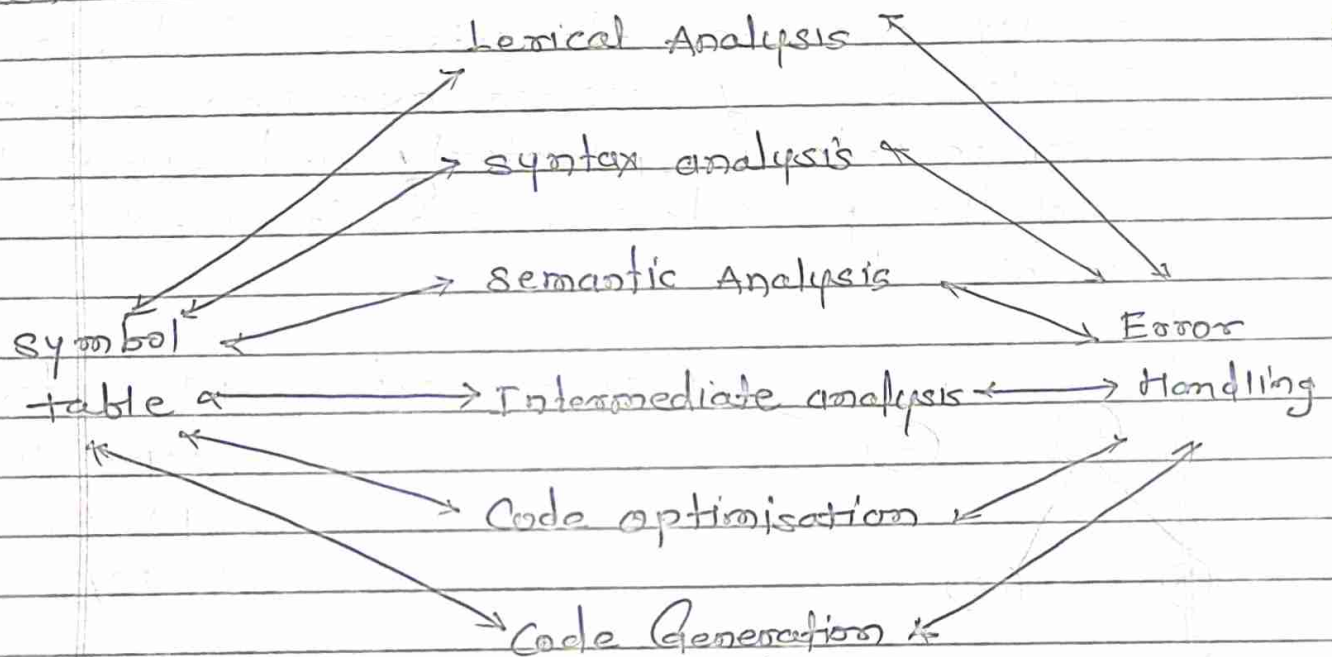 Lexical Analysis
syntax analysis
Semantic Analysis
Symbol
Error
table
Intermediate analysis
Handling
Code optimisation
Code Generation